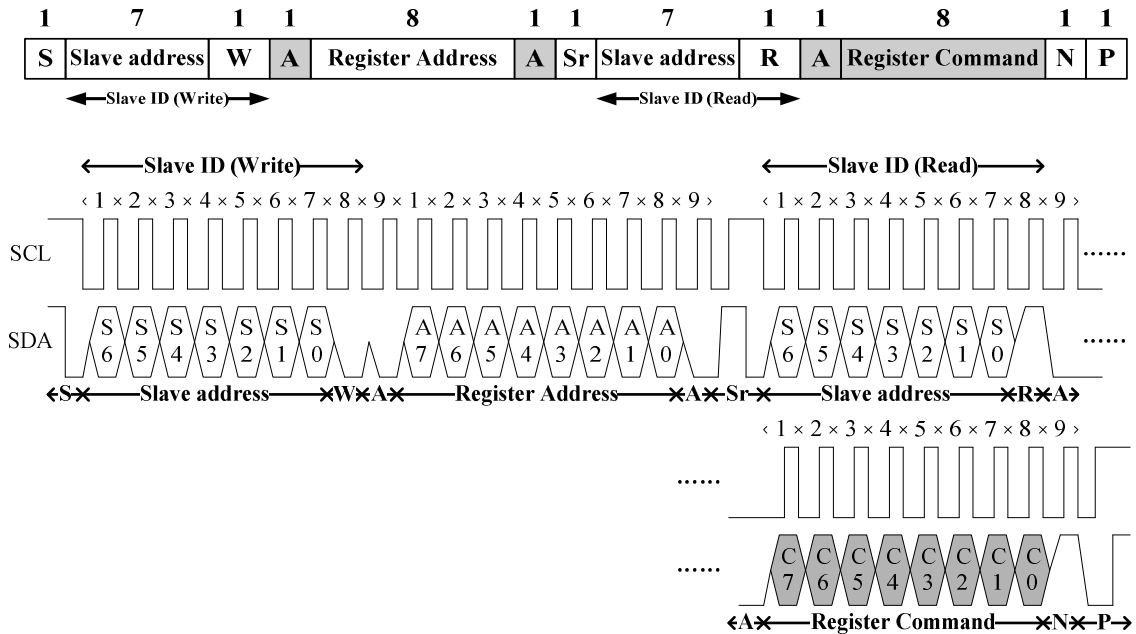 1 7 1 1 8 1 1 7 1 1 8 1 1
S Slave address W A Register Address A Sr Slave address R A Register Command N P
Slave ID (Write) Slave ID (Read)
Slave ID (Write) Slave ID (Read)
‹ 1 × 2 × 3 × 4 × 5 × 6 × 7 × 8 × 9 × 1 × 2 × 3 × 4 × 5 × 6 × 7 × 8 × 9 › ‹ 1 × 2 × 3 × 4 × 5 × 6 × 7 × 8 × 9 ›
SCL ······
SDA S6 S5 S4 S3 S2 S1 S0 A7 A6 A5 A4 A3 A2 A1 A0 S6 S5 S4 S3 S2 S1 S0 ······
S Slave address W A Register Address A Sr Slave address R A
‹ 1 × 2 × 3 × 4 × 5 × 6 × 7 × 8 × 9 ›
······
······ C7 C6 C5 C4 C3 C2 C1 C0
A Register Command N P